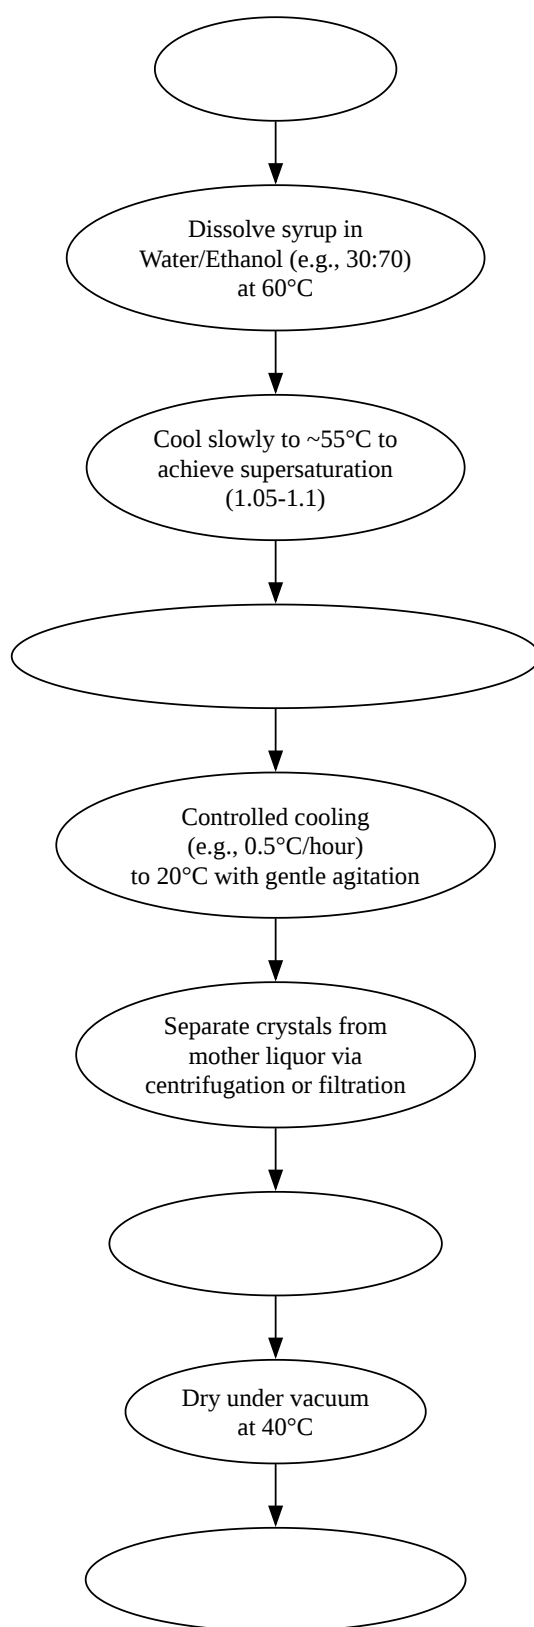 Dissolve syrup in
Water/Ethanol (e.g., 30:70)
at 60°C
Cool slowly to ~55°C to
achieve supersaturation
(1.05-1.1)
Controlled cooling
(e.g., 0.5°C/hour)
to 20°C with gentle agitation
Separate crystals from
mother liquor via
centrifugation or filtration
Dry under vacuum
at 40°C